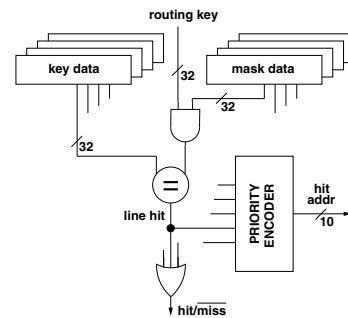 routing key
key data
mask data
32
32
32
=
line hit
PRIORITY
ENCODER
hit
addr
10
hit/miss